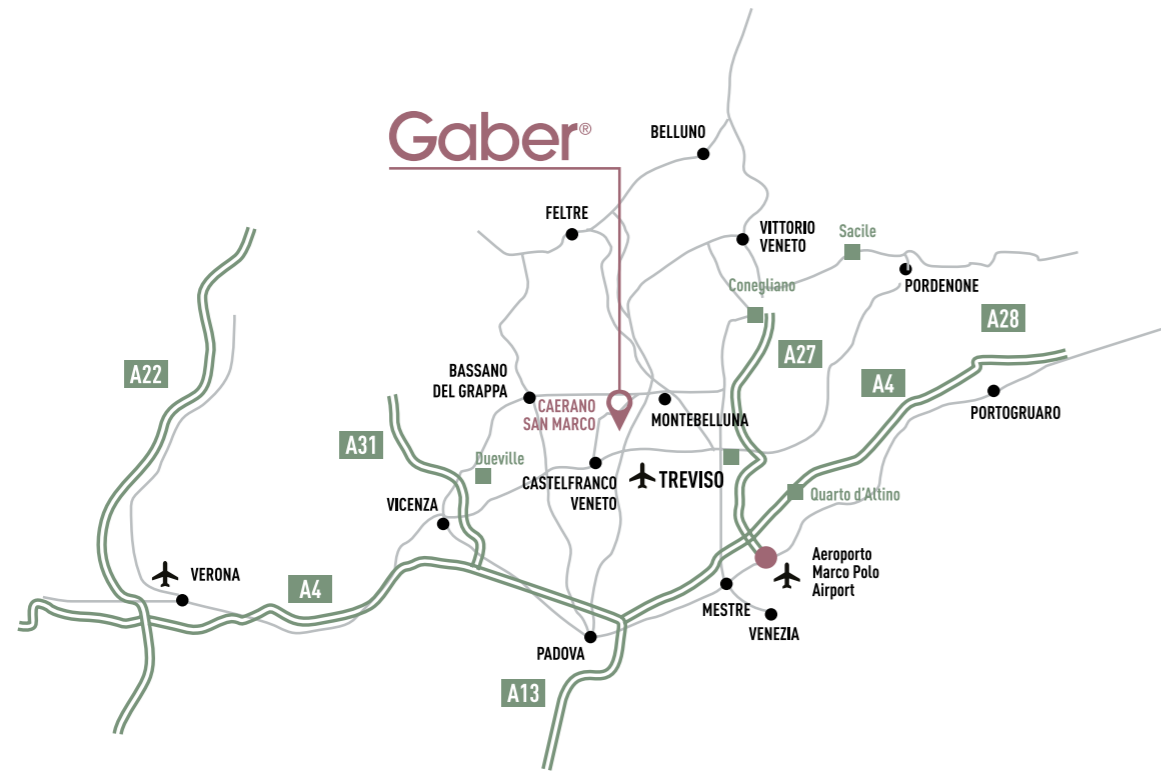 Gaber®
BELLUNO
FELTRE
VITTORIO
VENETO
Sacile
PORDENONE
Conegliano
A28
A27
A22
A4
BASSANO
DEL GRAPPA
CAERANO
SAN MARCO
MONTEBELLUNA
PORTOGRUARO
A31
Dueville
CASTELFRANCO
VENETO
TREVISO
Quarto d'Altino
VICENZA
Aeroporto
Marco Polo
Airport
VERONA
A4
MESTRE
VENEZIA
PADOVA
A13